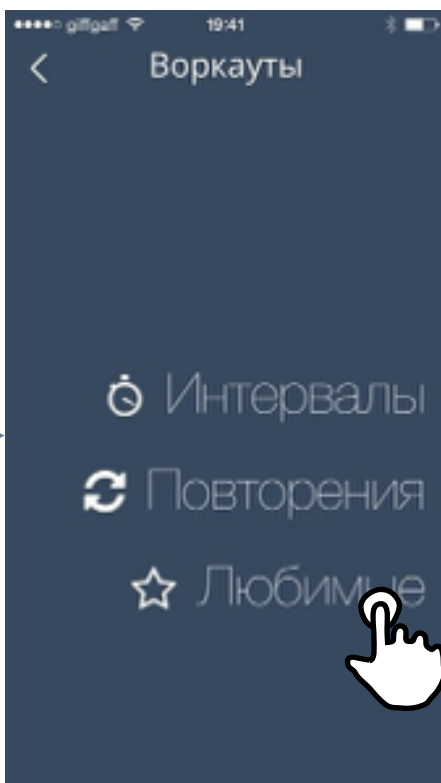 giffgaff 19:41
Воркауты
Интервалы
Повторения
Любимые